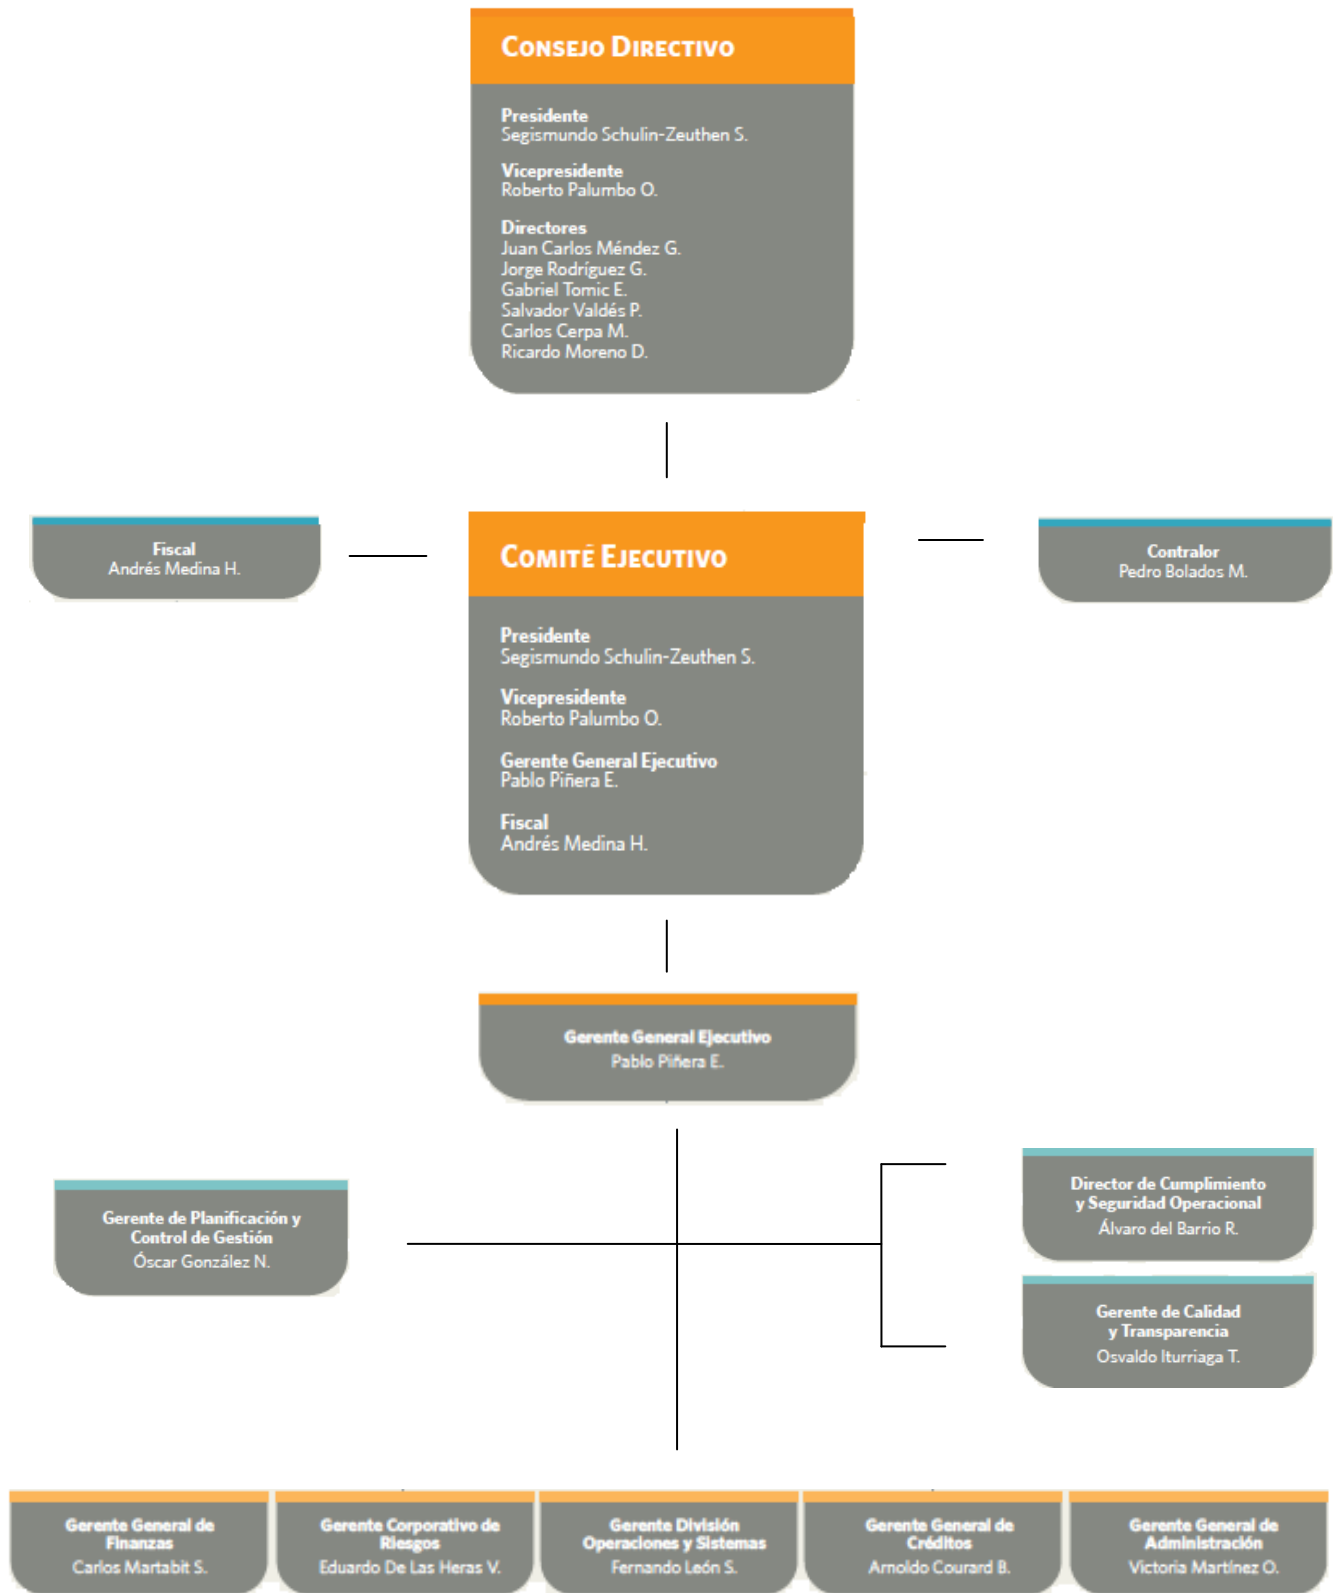 CONSEJO DIRECTIVO
Presidente
Segismundo Schulin-Zeuthen S.
Vicepresidente
Roberto Palumbo O.
Directores
Juan Carlos Méndez G.
Jorge Rodríguez G.
Gabriel Tomic E.
Salvador Valdés P.
Carlos Cerpa M.
Ricardo Moreno D.
Fiscal
Andrés Medina H.
COMITÉ EJECUTIVO
Presidente
Segismundo Schulin-Zeuthen S.
Vicepresidente
Roberto Palumbo O.
Gerente General Ejecutivo
Pablo Piñera E.
Fiscal
Andrés Medina H.
Contralor
Pedro Bolados M.
Gerente General Ejecutivo
Pablo Piñera E.
Gerente de Planificación y
Control de Gestión
Óscar González N.
Director de Cumplimiento
y Seguridad Operacional
Álvaro del Barrio R.
Gerente de Calidad
y Transparencia
Osvaldo Iturriaga T.
Gerente General de
Finanzas
Carlos Martabit S.
Gerente Corporativo de
Riesgos
Eduardo De Las Heras V.
Gerente División
Operaciones y Sistemas
Fernando León S.
Gerente General de
Créditos
Arnoldo Courard B.
Gerente General de
Administración
Victoria Martínez O.